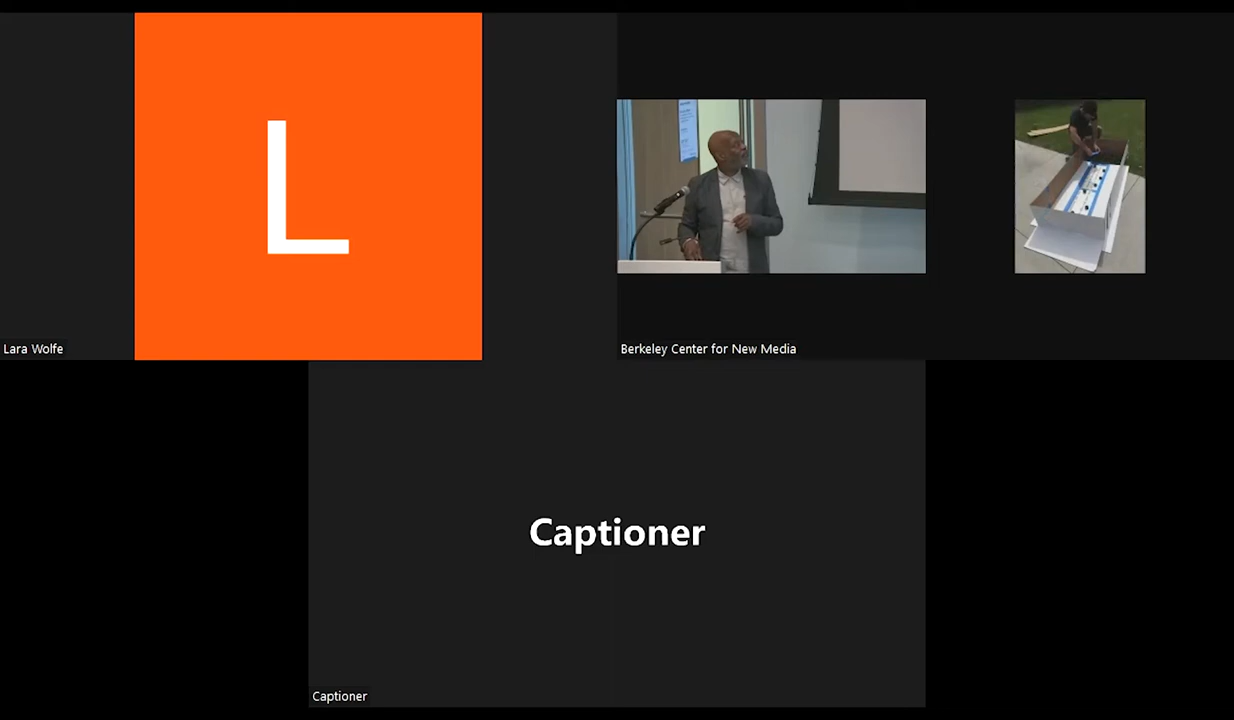 L
Lara Wolfe
Berkeley Center for New Media
Captioner
Captioner